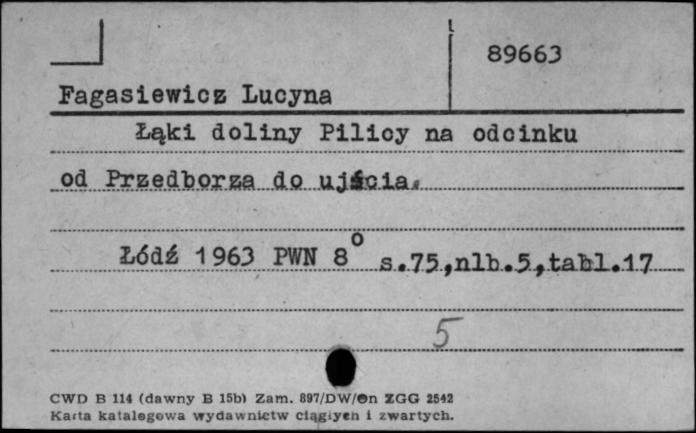 89663
Fagasiewicz Lucyna
Łąki doliny Pilicy na odcinku
od Przedborza do ujścia.
Łódź 1963 PWN 8° s.75,nlb.5,tabl.17
5
CWD B 114 (dawny B 15b) Zam. 897/DW/On ZGG 2542
Karta katalogowa wydawnictw ciągłych i zwartych.